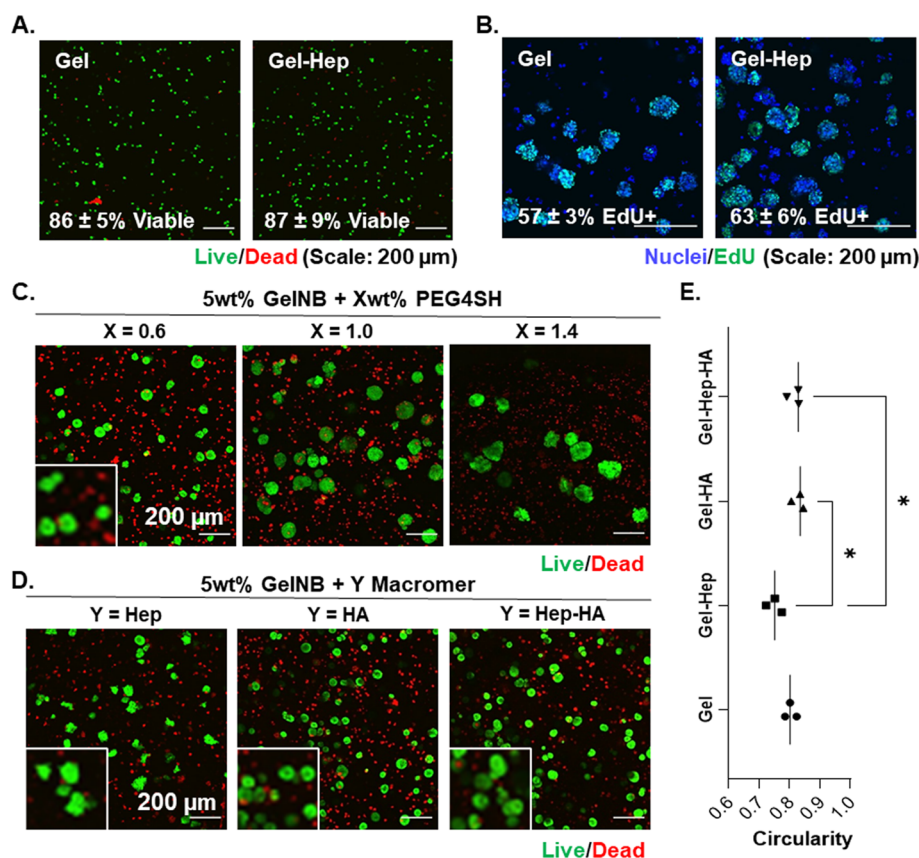 A.
Gel
Gel-Hep
86 ± 5% Viable
87 ± 9% Viable
Live/Dead (Scale: 200 µm)
B.
Gel
Gel-Hep
57 ± 3% EdU+
63 ± 6% EdU+
Nuclei/EdU (Scale: 200 µm)
C.
5wt% GelNB + Xwt% PEG4SH
X = 0.6
X = 1.0
X = 1.4
200 µm
Live/Dead
D.
5wt% GelNB + Y Macromer
Y = Hep
Y = HA
Y = Hep-HA
200 µm
Live/Dead
E.
Gel-Hep-HA
Gel-HA
Gel-Hep
Gel
*
*
0.6
0.7
0.8
0.9
1.0
Circularity